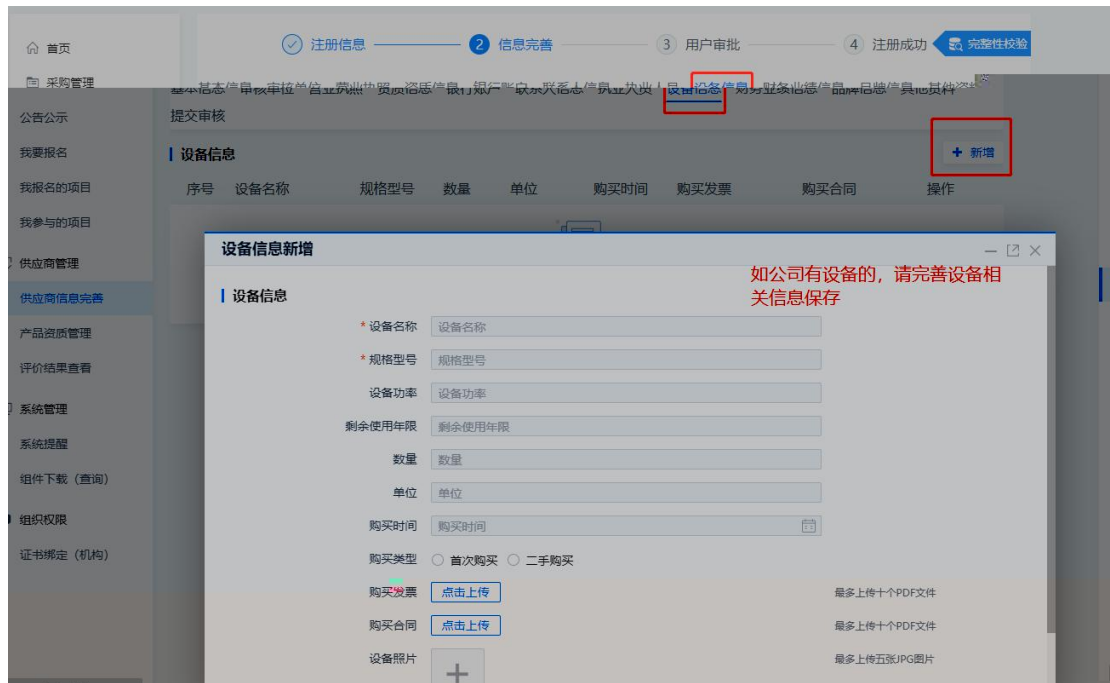 首页
注册信息
2 信息完善
3 用户审批
4 注册成功
完整性校验
采购管理
设备信息
公告公示
提交审核
我要报名
设备信息
+ 新增
我报名的项目
序号 设备名称 规格型号 数量 单位 购买时间 购买发票 购买合同 操作
我参与的项目
供应商管理
供应商信息完善
产品资质管理
评价结果查看
系统管理
系统提醒
组件下载（查询）
组织权限
证书绑定（机构）
设备信息新增
如公司有设备的，请完善设备相
关信息保存
设备信息
* 设备名称 设备名称
* 规格型号 规格型号
设备功率 设备功率
剩余使用年限 剩余使用年限
数量 数量
单位 单位
购买时间 购买时间
购买类型 首次购买 二手购买
购买发票 点击上传 最多上传十个PDF文件
购买合同 点击上传 最多上传十个PDF文件
设备照片 最多上传五张JPG图片